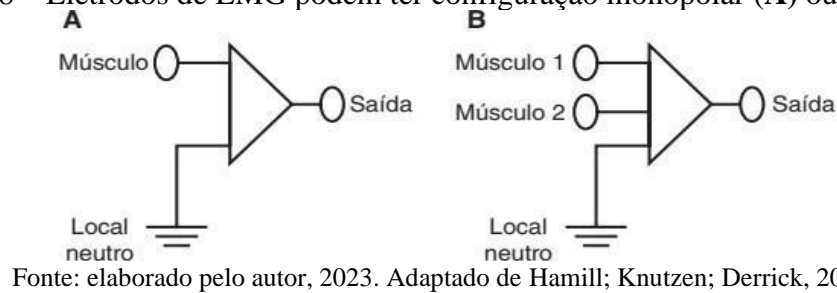 Eletrodos de EMG podem ter configuração monopolar (A) ou
A
B
Músculo
Saída
Músculo 1
Músculo 2
Saída
Local
neutro
Local
neutro
Fonte: elaborado pelo autor, 2023. Adaptado de Hamill; Knutzen; Derrick, 20